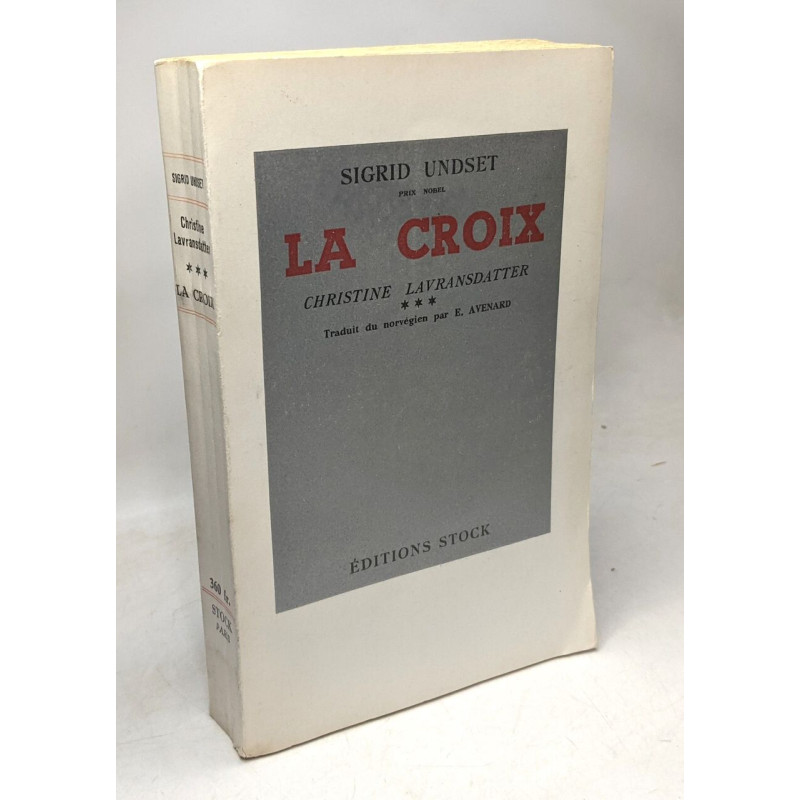 SIGRID UNDSET
PRIX NOBEL
LA CROIX
CHRISTINE LAVRANSDATTER
***
Traduit du norvégien par E. AVENARD
ÉDITIONS STOCK
SIGRID UNDSET
Christine
Lavransdatter
***
LA CROIX
360 fr.
STOCK
PARIS